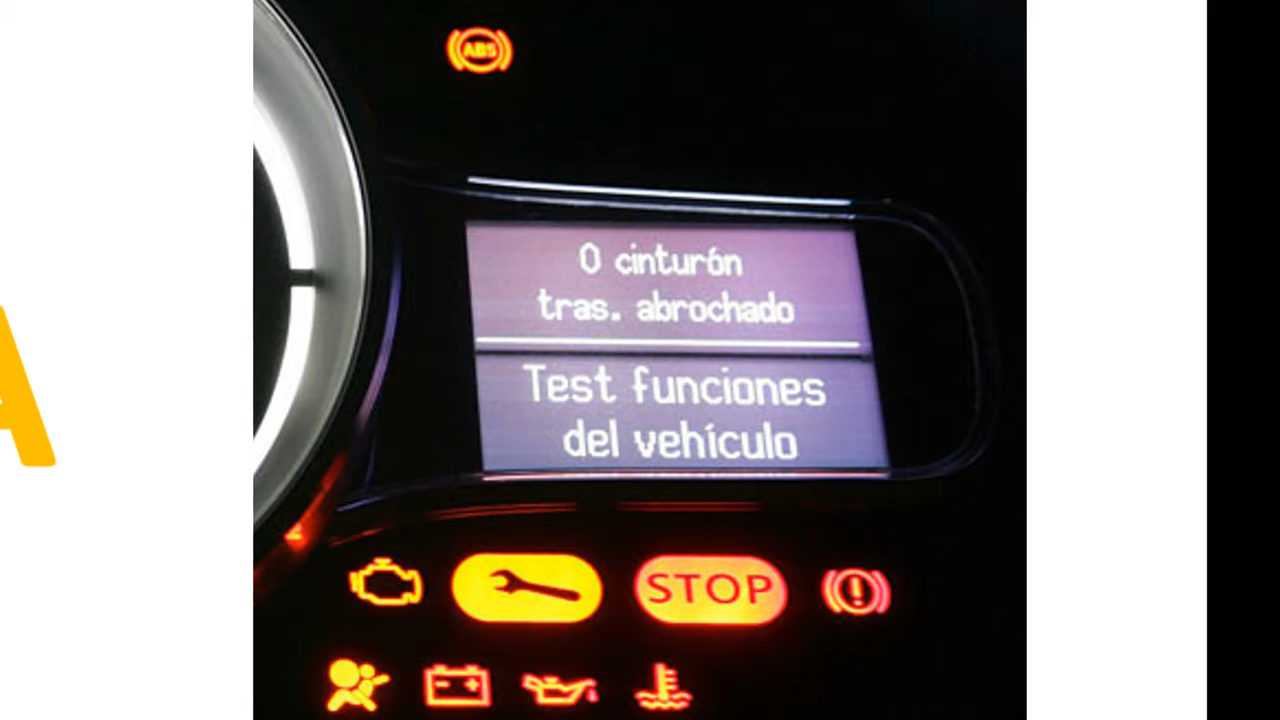 A
ABS
0 cinturón
tras. abrochado
Test funciones
del vehículo
STOP